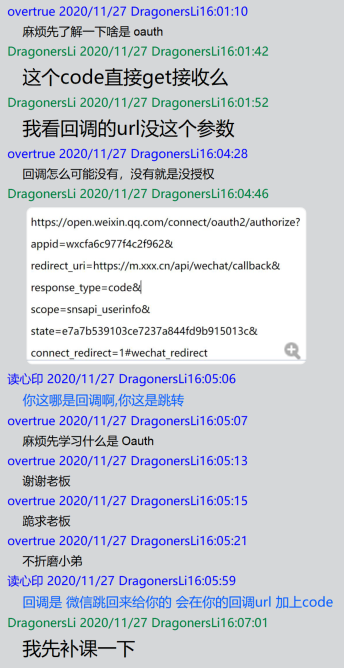 overtrue 2020/11/27 DragonersLi16:01:10
麻烦先了解一下啥是 oauth
DragonersLi 2020/11/27 DragonersLi16:01:42
这个code直接get接收么
DragonersLi 2020/11/27 DragonersLi16:01:52
我看回调的url没这个参数
overtrue 2020/11/27 DragonersLi16:04:28
回调怎么可能没有，没有就是没授权
DragonersLi 2020/11/27 DragonersLi16:04:46
https://open.weixin.qq.com/connect/oauth2/authorize?
appid=wxcfa6c977f4c2f962&
redirect_uri=https://m.xxx.cn/api/wechat/callback&
response_type=code&
scope=snsapi_userinfo&
state=e7a7b539103ce7237a844fd9b915013c&
connect_redirect=1#wechat_redirect
读心印 2020/11/27 DragonersLi16:05:06
你这哪是回调啊,你这是跳转
overtrue 2020/11/27 DragonersLi16:05:07
麻烦先学习什么是 Oauth
overtrue 2020/11/27 DragonersLi16:05:13
谢谢老板
overtrue 2020/11/27 DragonersLi16:05:15
跪求老板
overtrue 2020/11/27 DragonersLi16:05:21
不折磨小弟
读心印 2020/11/27 DragonersLi16:05:59
回调是 微信跳回来给你的 会在你的回调url 加上code
DragonersLi 2020/11/27 DragonersLi16:07:01
我先补课一下